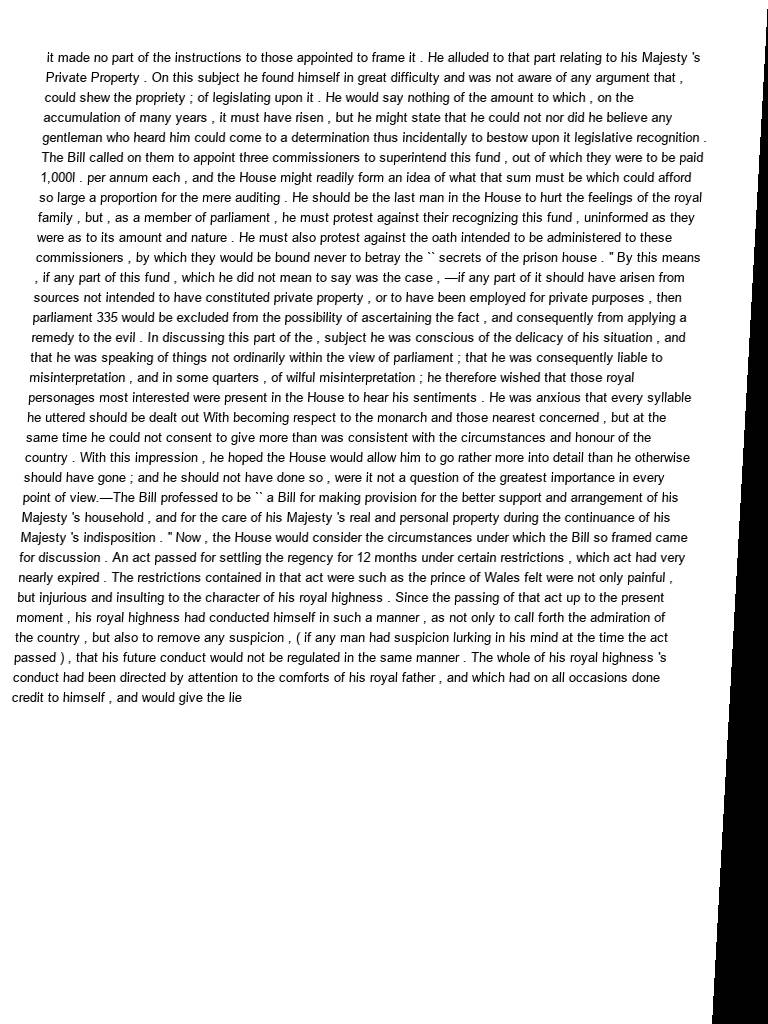 it made no part of the instructions to those appointed to frame it . He alluded to that part relating to his Majesty 's
Private Property . On this subject he found himself in great difficulty and was not aware of any argument that ,
could shew the propriety ; of legislating upon it . He would say nothing of the amount to which , on the
accumulation of many years , it must have risen , but he might state that he could not nor did he believe any
gentleman who heard him could come to a determination thus incidentally to bestow upon it legislative recognition .
The Bill called on them to appoint three commissioners to superintend this fund , out of which they were to be paid
1,000l . per annum each , and the House might readily form an idea of what that sum must be which could afford
so large a proportion for the mere auditing . He should be the last man in the House to hurt the feelings of the royal
family , but , as a member of parliament , he must protest against their recognizing this fund , uninformed as they
were as to its amount and nature . He must also protest against the oath intended to be administered to these
commissioners , by which they would be bound never to betray the `` secrets of the prison house . " By this means
, if any part of this fund , which he did not mean to say was the case , —if any part of it should have arisen from
sources not intended to have constituted private property , or to have been employed for private purposes , then
parliament 335 would be excluded from the possibility of ascertaining the fact , and consequently from applying a
remedy to the evil . In discussing this part of the , subject he was conscious of the delicacy of his situation , and
that he was speaking of things not ordinarily within the view of parliament ; that he was consequently liable to
misinterpretation , and in some quarters , of wilful misinterpretation ; he therefore wished that those royal
personages most interested were present in the House to hear his sentiments . He was anxious that every syllable
he uttered should be dealt out With becoming respect to the monarch and those nearest concerned , but at the
same time he could not consent to give more than was consistent with the circumstances and honour of the
country . With this impression , he hoped the House would allow him to go rather more into detail than he otherwise
should have gone ; and he should not have done so , were it not a question of the greatest importance in every
point of view.—The Bill professed to be `` a Bill for making provision for the better support and arrangement of his
Majesty 's household , and for the care of his Majesty 's real and personal property during the continuance of his
Majesty 's indisposition . " Now , the House would consider the circumstances under which the Bill so framed came
for discussion . An act passed for settling the regency for 12 months under certain restrictions , which act had very
nearly expired . The restrictions contained in that act were such as the prince of Wales felt were not only painful ,
but injurious and insulting to the character of his royal highness . Since the passing of that act up to the present
moment , his royal highness had conducted himself in such a manner , as not only to call forth the admiration of
the country , but also to remove any suspicion , ( if any man had suspicion lurking in his mind at the time the act
passed ) , that his future conduct would not be regulated in the same manner . The whole of his royal highness 's
conduct had been directed by attention to the comforts of his royal father , and which had on all occasions done
credit to himself , and would give the lie